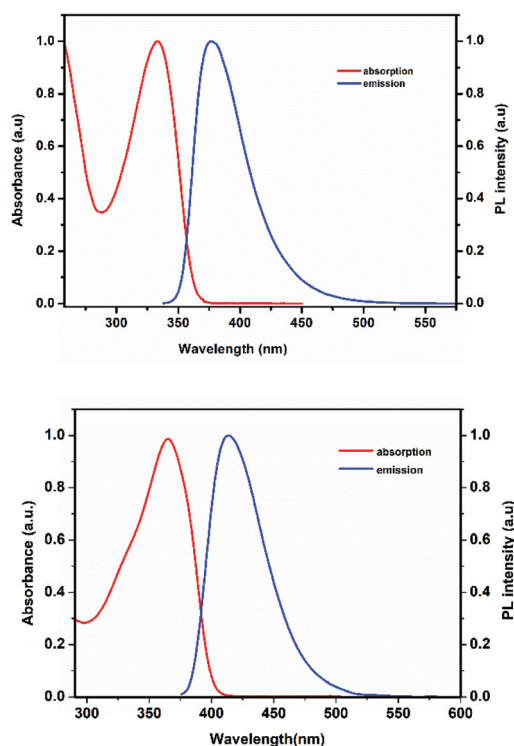 1.0
0.8
0.6
0.4
0.2
0.0
Absorbance (a.u)
absorption
emission
1.0
0.8
0.6
0.4
0.2
0.0
PL intensity (a.u)
300 350 400 450 500 550
Wavelength (nm)
1.0
0.8
0.6
0.4
0.2
0.0
Absorbance (a.u.)
absorption
emission
1.0
0.8
0.6
0.4
0.2
0.0
PL intensity (a.u)
300 350 400 450 500 550 600
Wavelength(nm)